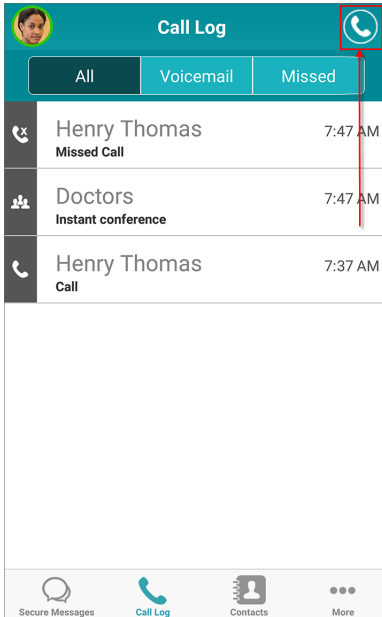 Call Log
All Voicemail Missed
Henry Thomas 7:47 AM
Missed Call
Doctors 7:47 AM
Instant conference
Henry Thomas 7:37 AM
Call
Secure Messages Call Log Contacts More